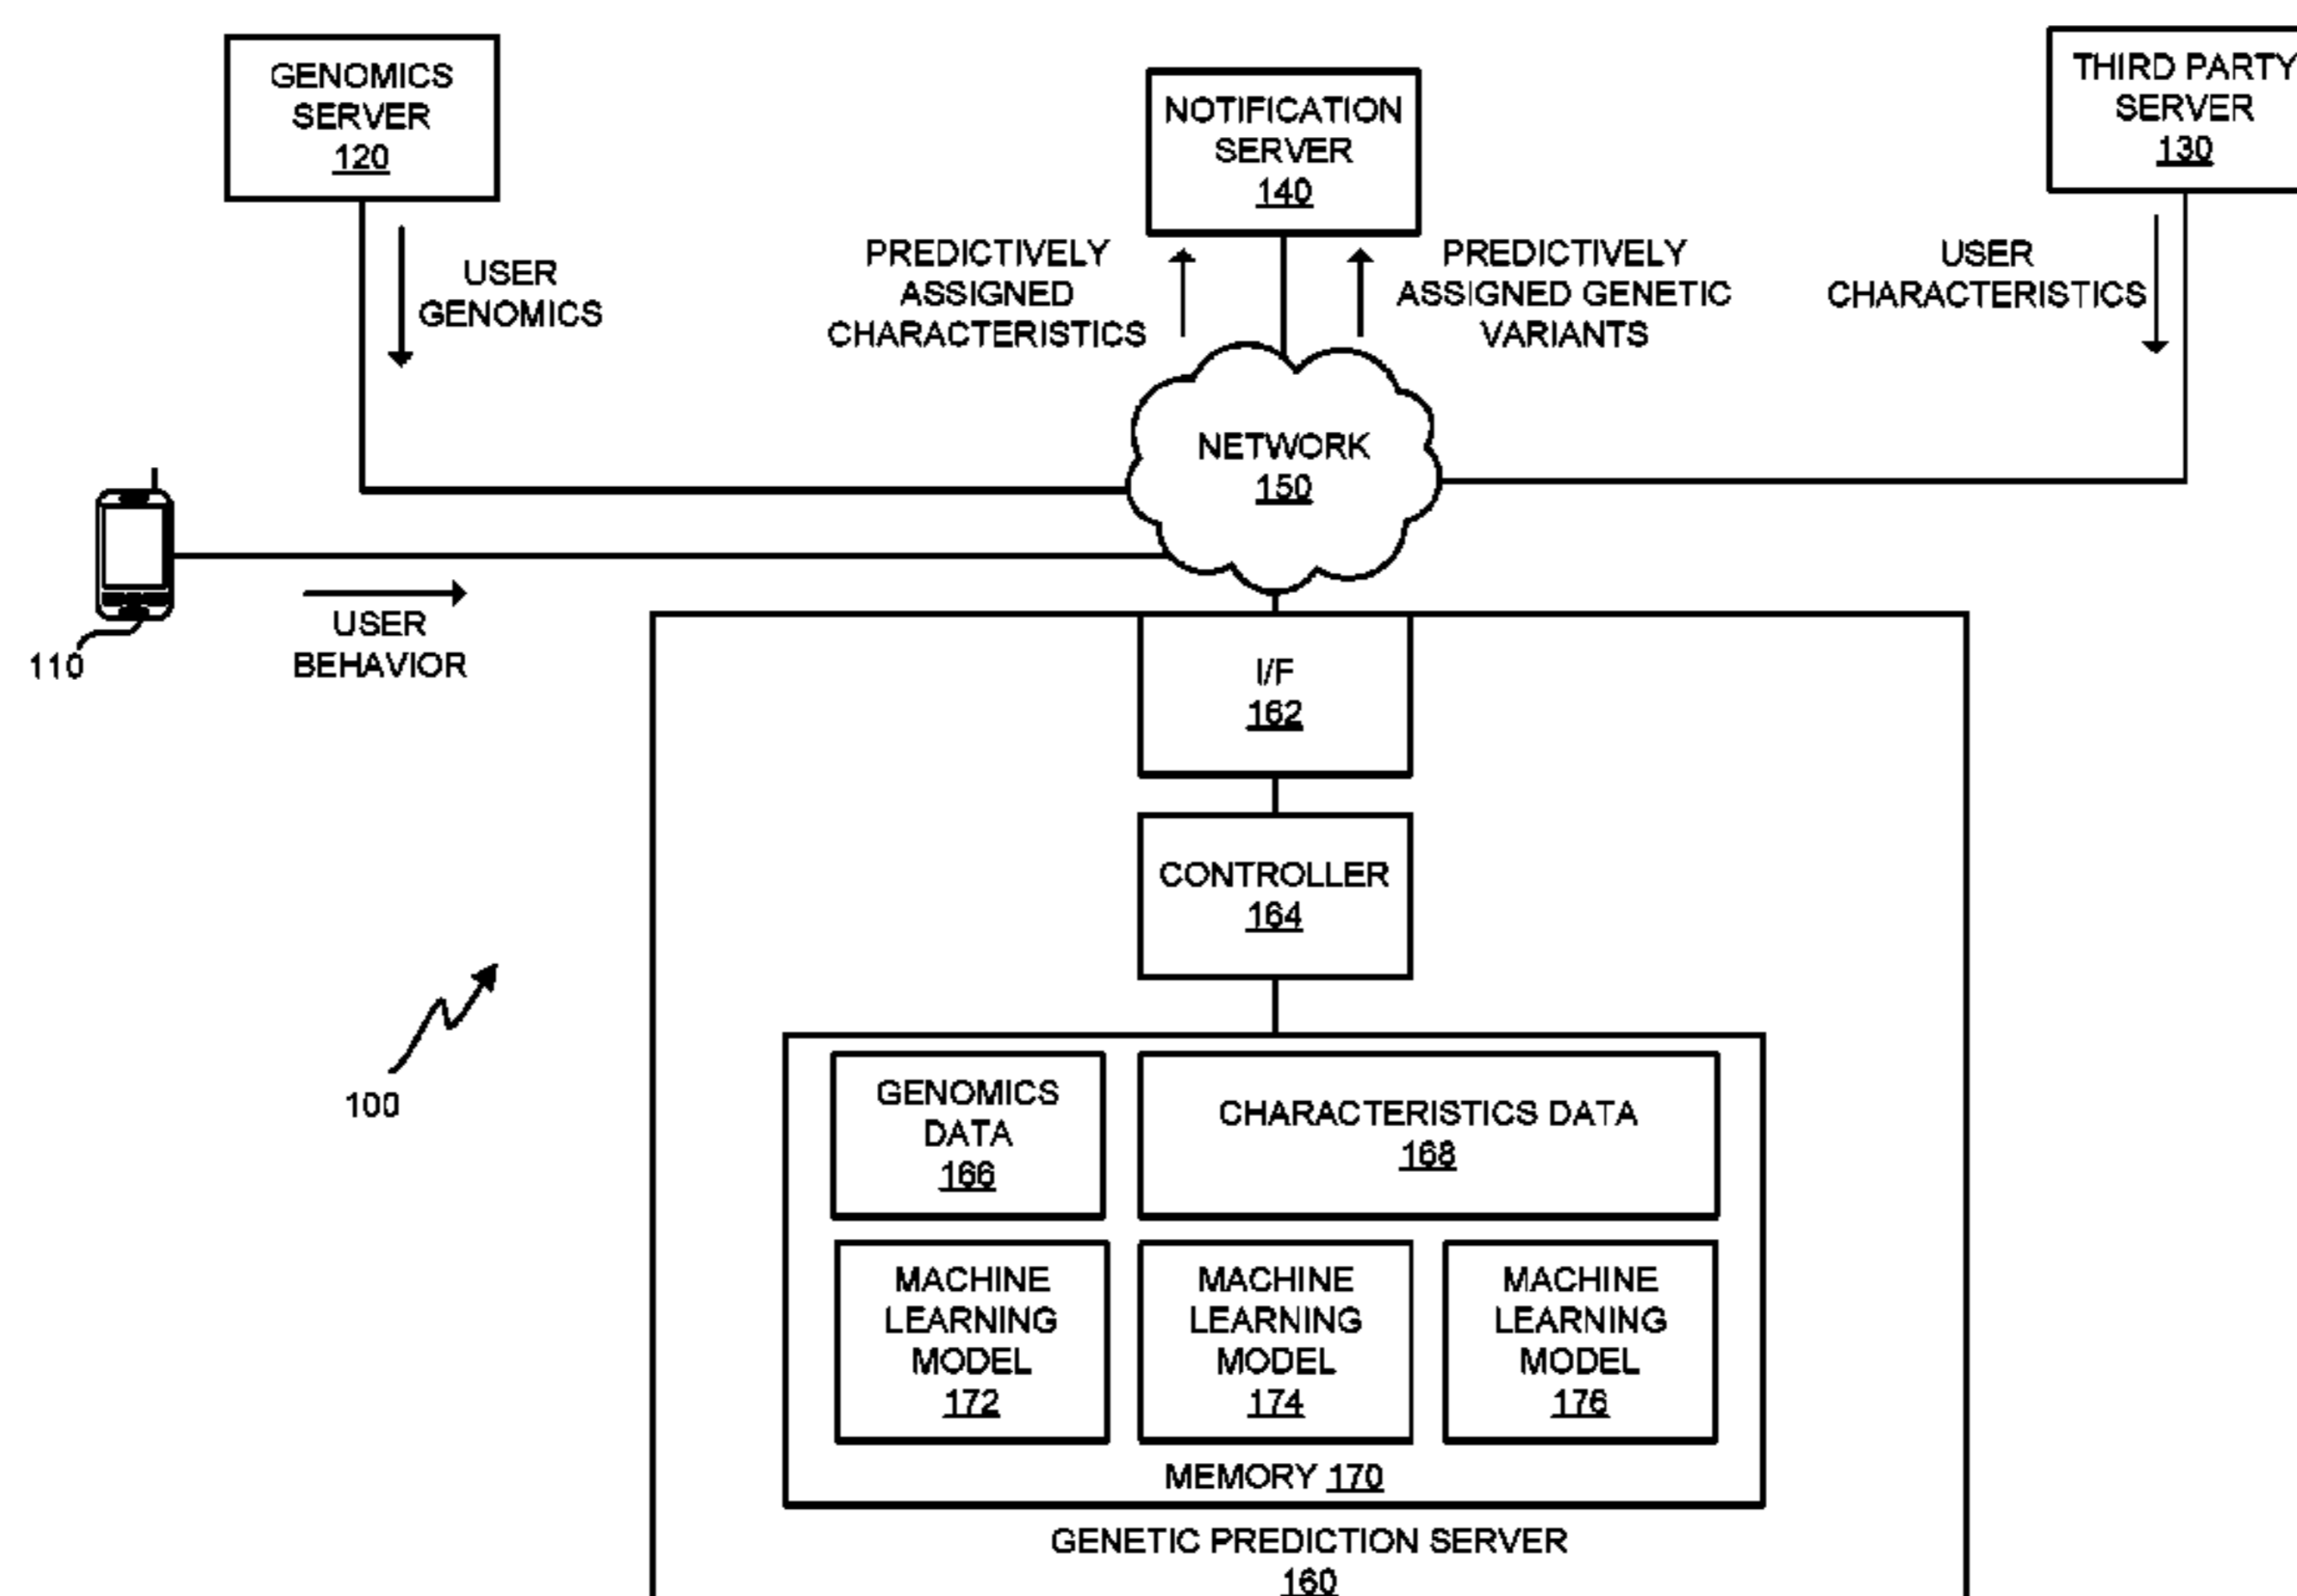 GENOMICS
SERVER
120
NOTIFICATION
SERVER
140
THIRD PARTY
SERVER
130
USER
GENOMICS
PREDICTIVELY
ASSIGNED
CHARACTERISTICS
PREDICTIVELY
ASSIGNED GENETIC
VARIANTS
USER
CHARACTERISTICS
NETWORK
150
110
USER
BEHAVIOR
I/F
162
CONTROLLER
164
100
GENOMICS
DATA
166
CHARACTERISTICS DATA
168
MACHINE
LEARNING
MODEL
172
MACHINE
LEARNING
MODEL
174
MACHINE
LEARNING
MODEL
176
MEMORY 170
GENETIC PREDICTION SERVER
160